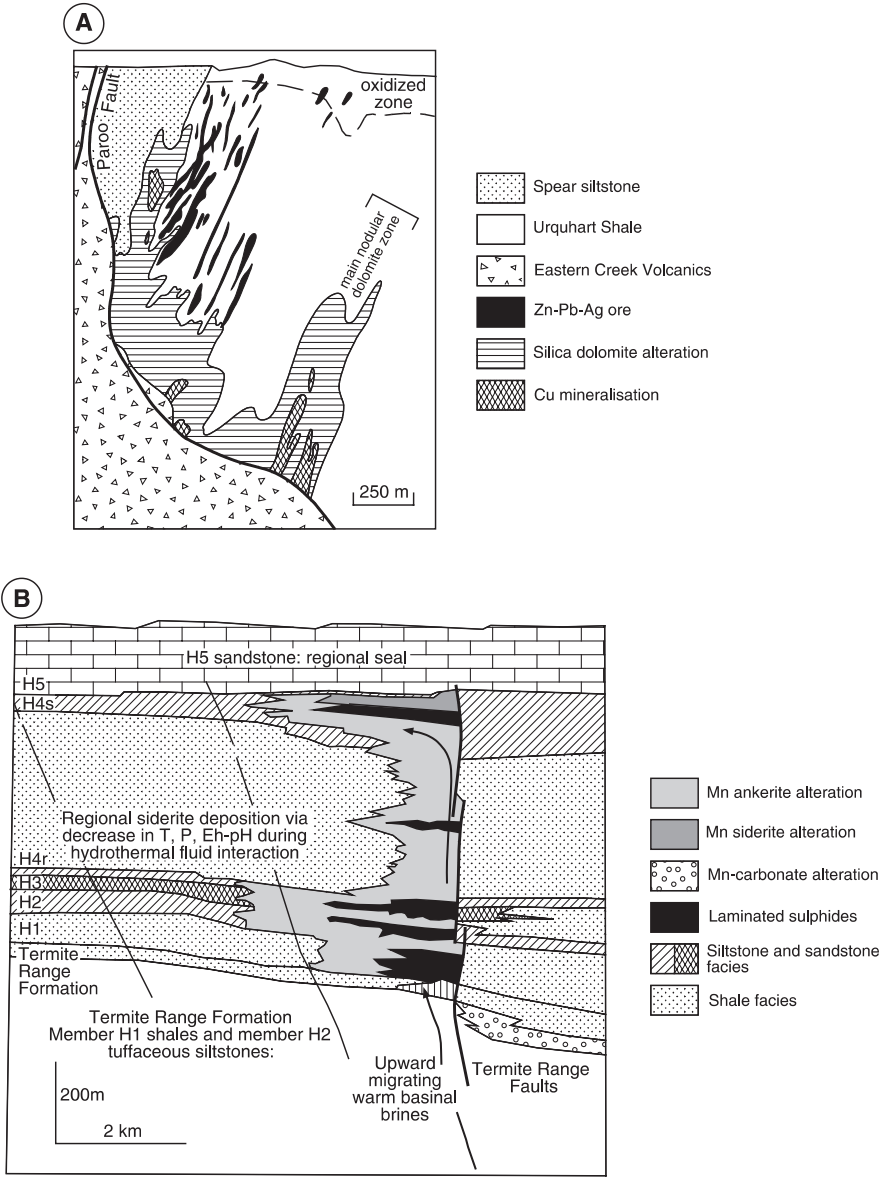 A
Paroo Fault
oxidized
zone
main nodular
dolomite zone
250 m
Spear siltstone
Urquhart Shale
Eastern Creek Volcanics
Zn-Pb-Ag ore
Silica dolomite alteration
Cu mineralisation
B
H5 sandstone: regional seal
H5
H4s
Regional siderite deposition via
decrease in T, P, Eh-pH during
hydrothermal fluid interaction
H4r
H3
H2
H1
Termite
Range
Formation
Termite Range Formation
Member H1 shales and member H2
tuffaceous siltstones:
Upward
migrating
warm basinal
brines
Termite Range
Faults
200m
2 km
Mn ankerite alteration
Mn siderite alteration
Mn-carbonate alteration
Laminated sulphides
Siltstone and sandstone
facies
Shale facies